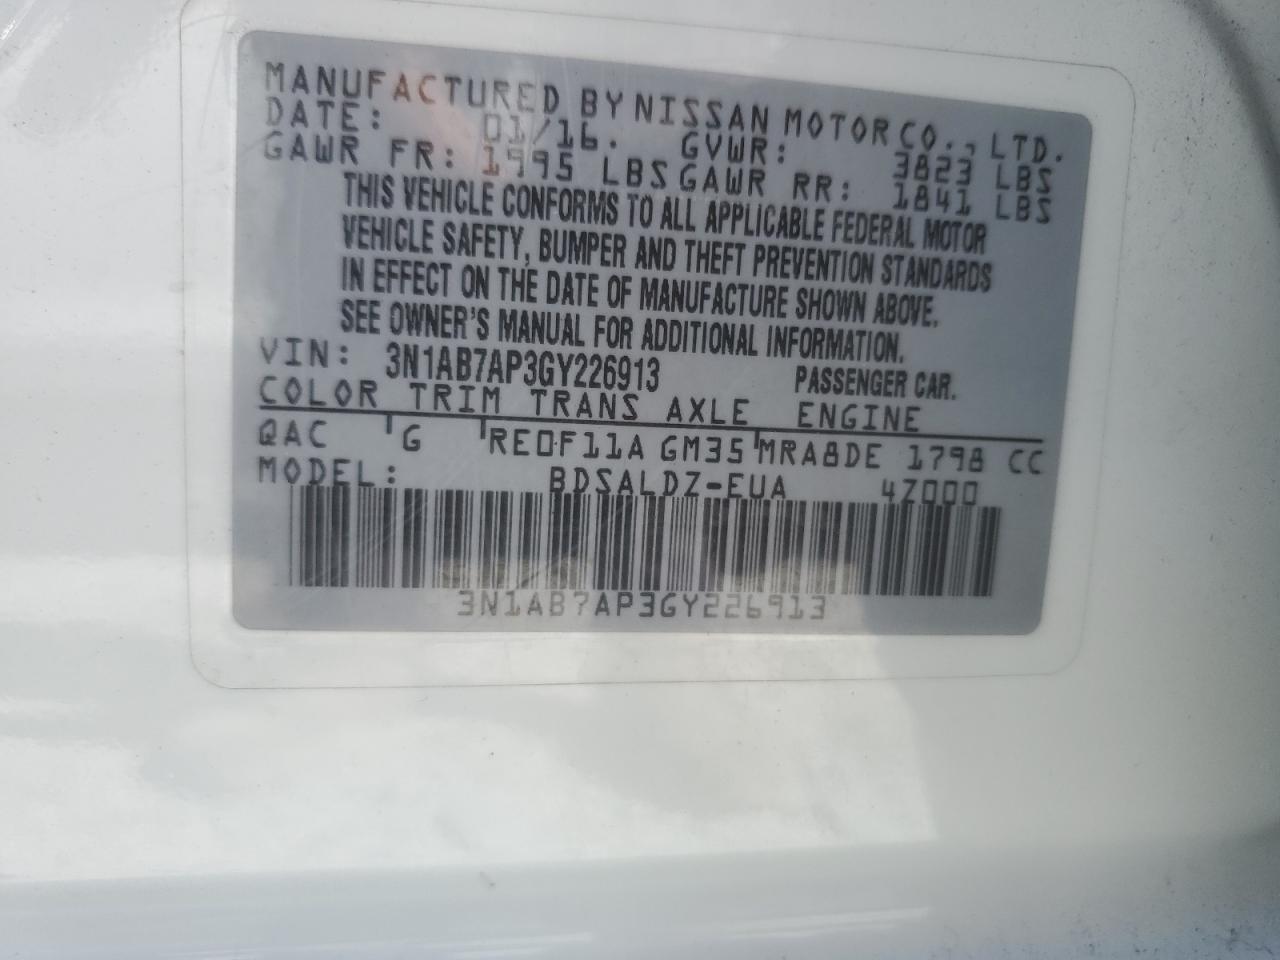 MANUFACTURED BY NISSAN MOTOR CO., LTD.
DATE: 01/16. GVWR: 3823 LBS
GAWR FR: 1995 LBS GAWR RR: 1841 LBS
THIS VEHICLE CONFORMS TO ALL APPLICABLE FEDERAL MOTOR
VEHICLE SAFETY, BUMPER AND THEFT PREVENTION STANDARDS
IN EFFECT ON THE DATE OF MANUFACTURE SHOWN ABOVE.
SEE OWNER'S MANUAL FOR ADDITIONAL INFORMATION.
VIN: 3N1AB7AP3GY226913 PASSENGER CAR.
COLOR TRIM TRANS AXLE ENGINE
QAC G RE0F11A GM35 MRA8DE 1798 CC
MODEL: BDSALDZ-EUA 4Z000
3N1AB7AP3GY226913